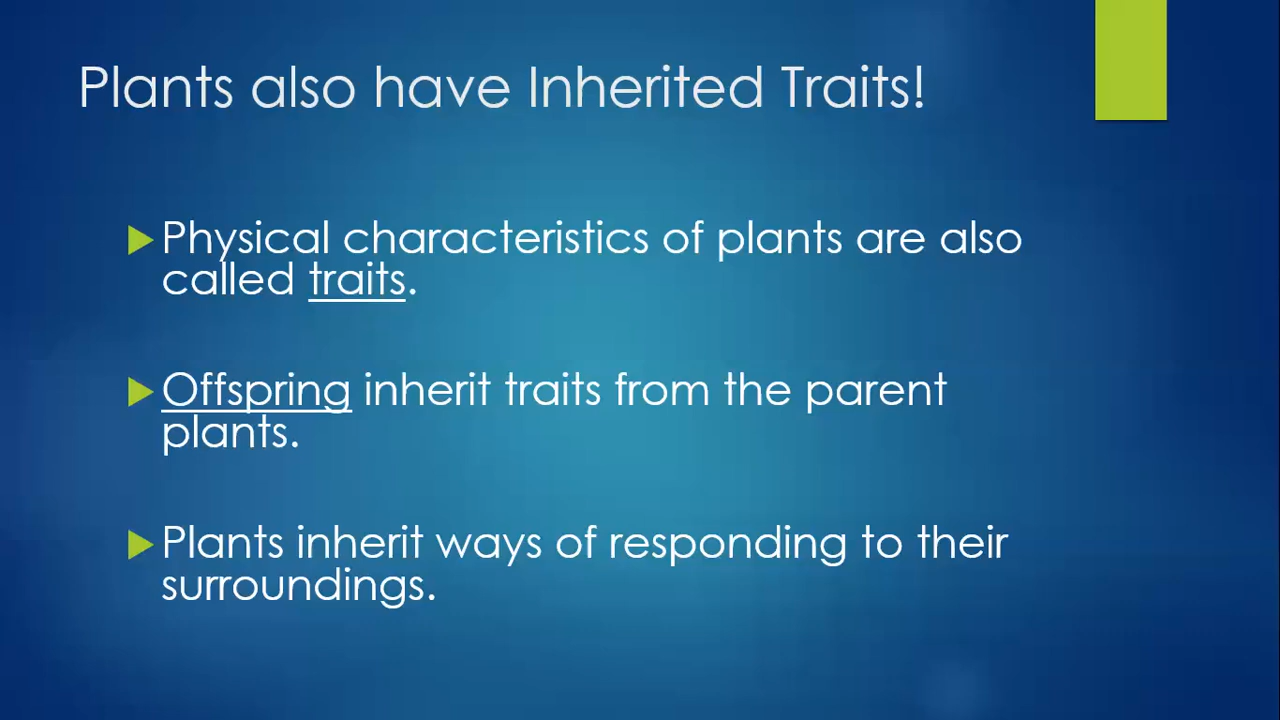 Plants also have Inherited Traits!
Physical characteristics of plants are also
called traits.
Offspring inherit traits from the parent
plants.
Plants inherit ways of responding to their
surroundings.